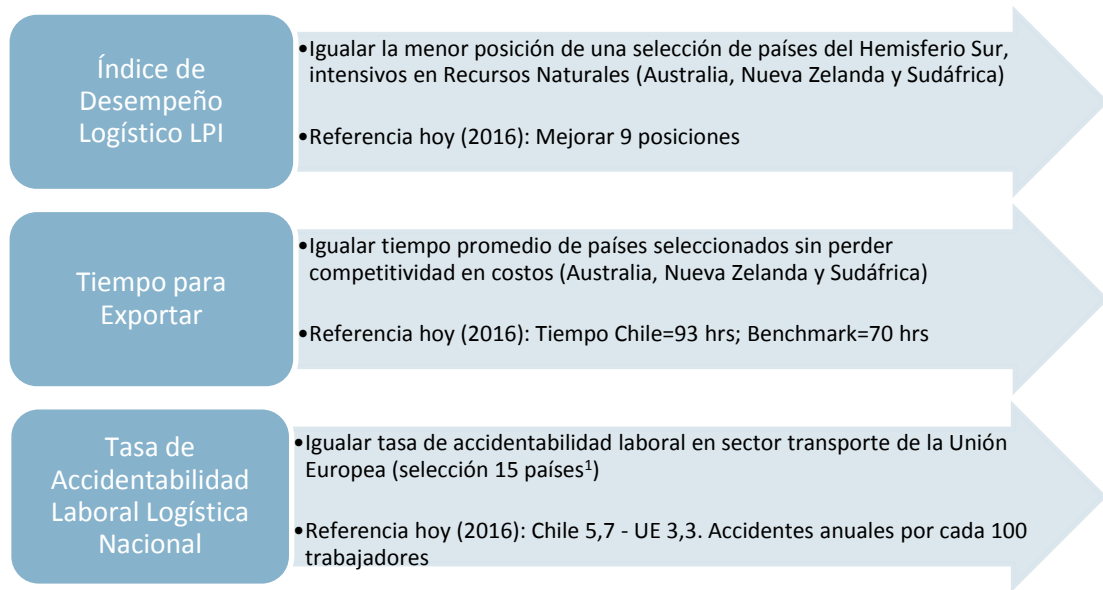 Índice de
Desempeño
Logístico LPI
•Igualar la menor posición de una selección de países del Hemisferio Sur,
intensivos en Recursos Naturales (Australia, Nueva Zelanda y Sudáfrica)
•Referencia hoy (2016): Mejorar 9 posiciones
Tiempo para
Exportar
•Igualar tiempo promedio de países seleccionados sin perder
competitividad en costos (Australia, Nueva Zelanda y Sudáfrica)
•Referencia hoy (2016): Tiempo Chile=93 hrs; Benchmark=70 hrs
Tasa de
Accidentabilidad
Laboral Logística
Nacional
•Igualar tasa de accidentabilidad laboral en sector transporte de la Unión
Europea (selección 15 países¹)
•Referencia hoy (2016): Chile 5,7 - UE 3,3. Accidentes anuales por cada 100
trabajadores